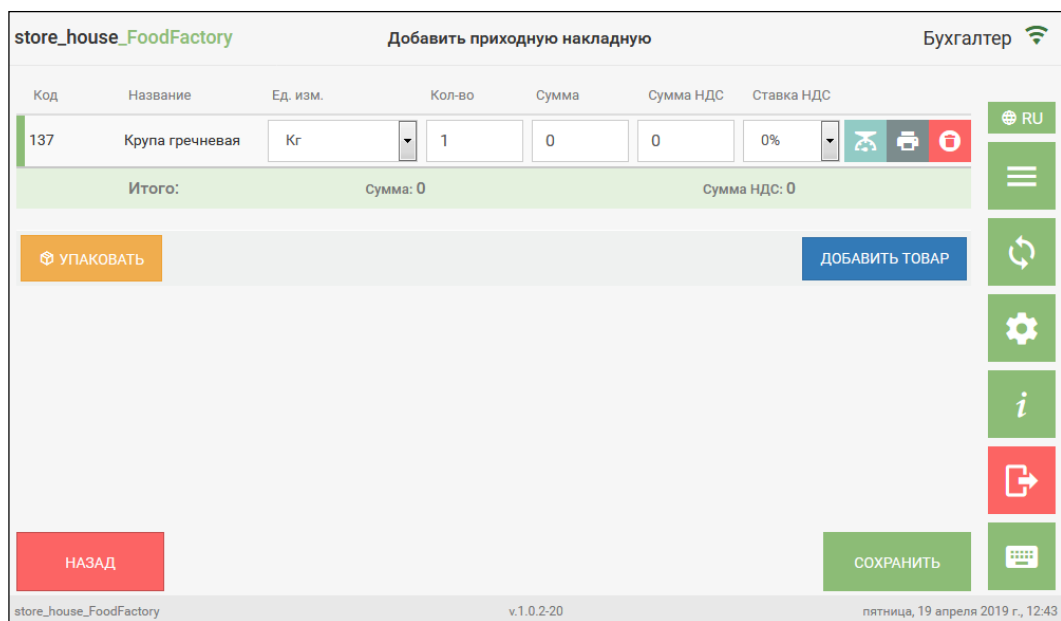 store_house_FoodFactory Добавить приходную накладную Бухгалтер
Код Название Ед. изм. Кол-во Сумма Сумма НДС Ставка НДС
RU
137 Крупа гречневая Кг 1 0 0 0%
Итого: Сумма: 0 Сумма НДС: 0
УПАКОВАТЬ ДОБАВИТЬ ТОВАР
i
НАЗАД СОХРАНИТЬ
store_house_FoodFactory v.1.0.2-20 пятница, 19 апреля 2019 г., 12:43